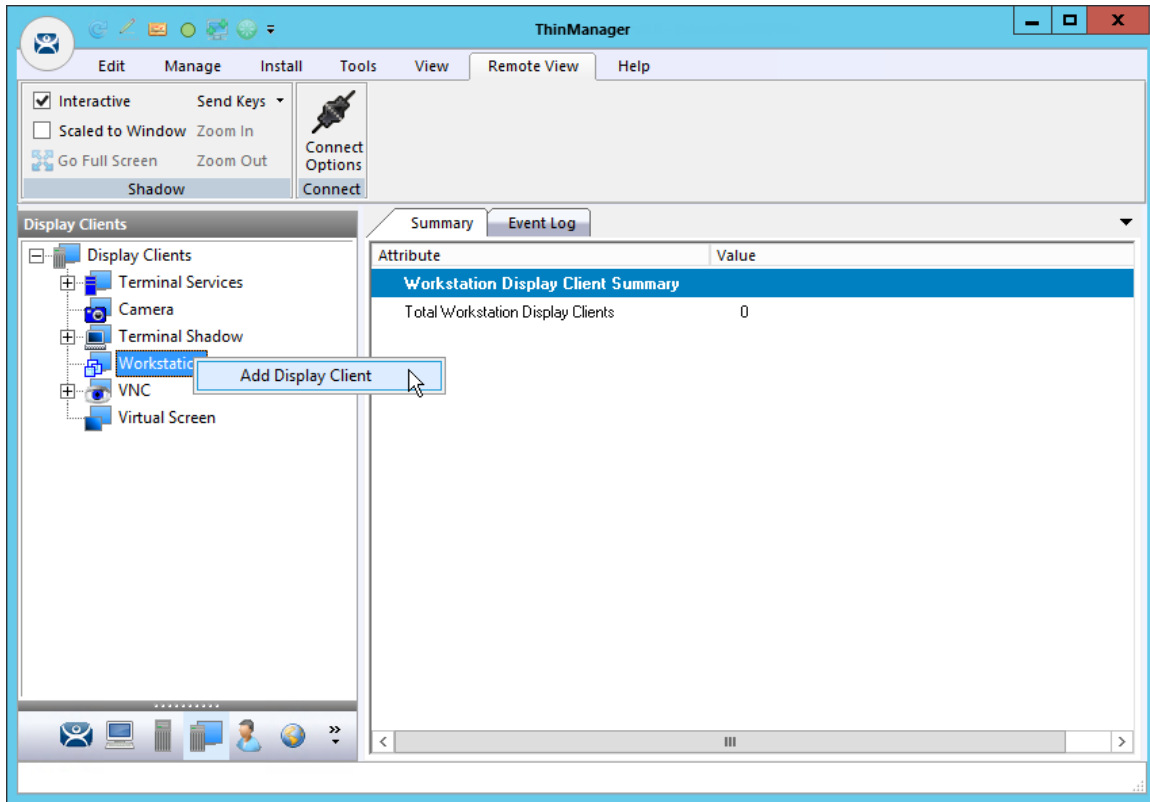 ThinManager
Edit Manage Install Tools View Remote View Help
Interactive Send Keys
Scaled to Window Zoom In
Go Full Screen Zoom Out
Connect Options
Shadow Connect
Display Clients
Summary Event Log
Display Clients
Terminal Services
Camera
Terminal Shadow
Workstatio
Add Display Client
VNC
Virtual Screen
Attribute Value
Workstation Display Client Summary
Total Workstation Display Clients 0